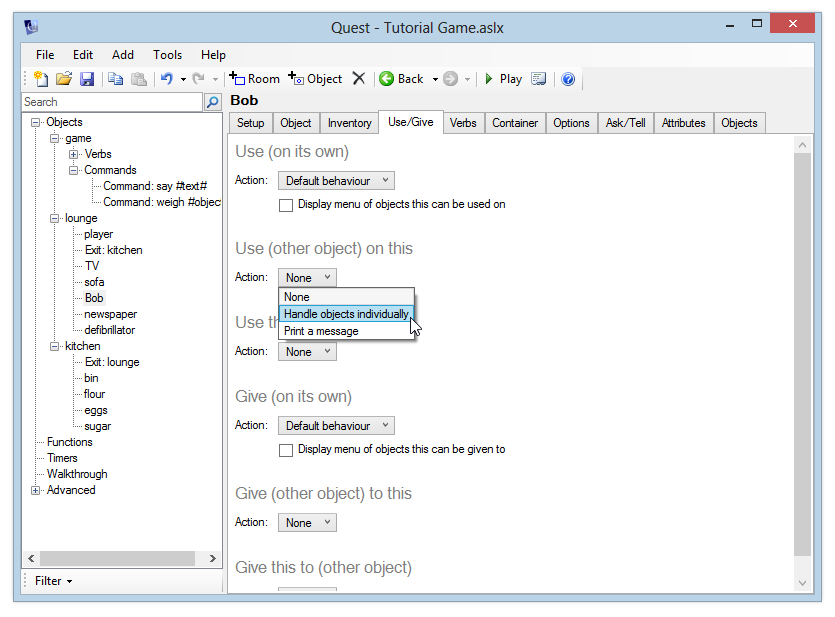 Quest - Tutorial Game.aslx
File Edit Add Tools Help
Room Object Back Play
Search
Bob
Setup Object Inventory Use/Give Verbs Container Options Ask/Tell Attributes Objects
Objects
game
Verbs
Commands
Command: say #text#
Command: weigh #object
lounge
player
Exit: kitchen
TV
sofa
Bob
newspaper
defibrillator
kitchen
Exit: lounge
bin
flour
eggs
sugar
Functions
Timers
Walkthrough
Advanced
Filter
Use (on its own)
Action: Default behaviour
Display menu of objects this can be used on
Use (other object) on this
Action: None
None
Handle objects individually
Print a message
Use th
Action: None
Give (on its own)
Action: Default behaviour
Display menu of objects this can be given to
Give (other object) to this
Action: None
Give this to (other object)